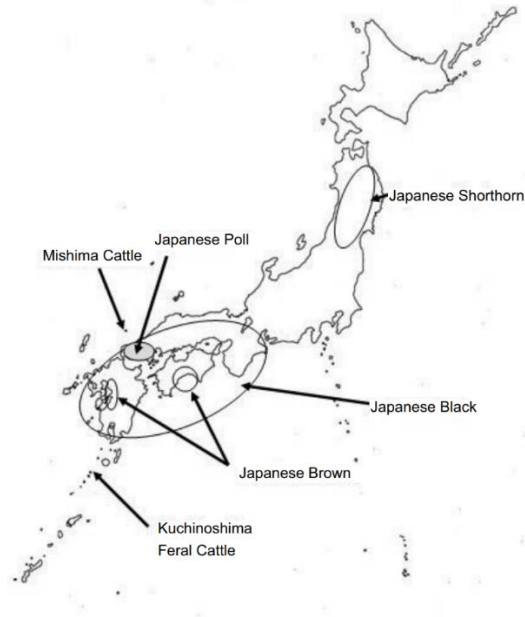 Japanese Shorthorn
Japanese Poll
Mishima Cattle
Japanese Black
Japanese Brown
Kuchinoshima
Feral Cattle